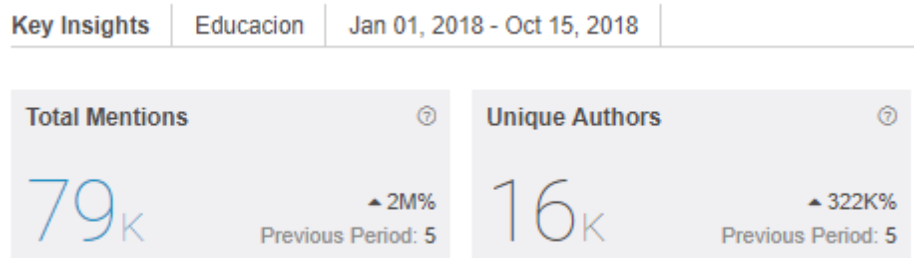 Key Insights Educacion Jan 01, 2018 - Oct 15, 2018
Total Mentions ?
79K
▲ 2M%
Previous Period: 5
Unique Authors ?
16K
▲ 322K%
Previous Period: 5